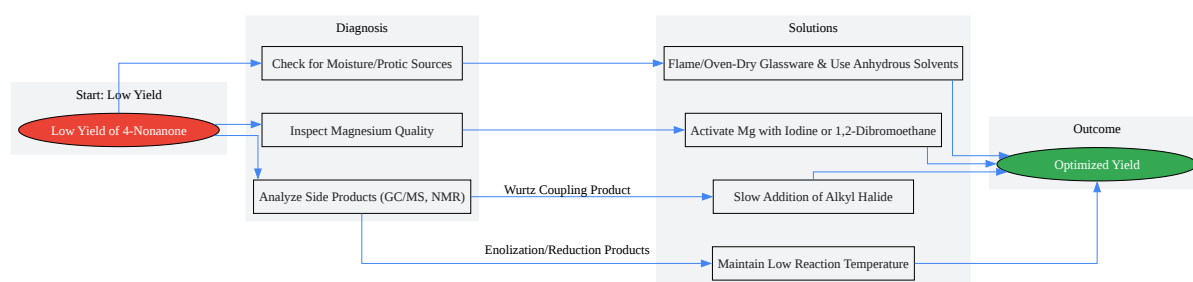 Start: Low Yield
Low Yield of 4-Nonanone
Diagnosis
Check for Moisture/Protic Sources
Inspect Magnesium Quality
Analyze Side Products (GC/MS, NMR)
Wurtz Coupling Product
Enolization/Reduction Products
Solutions
Flame/Oven-Dry Glassware & Use Anhydrous Solvents
Activate Mg with Iodine or 1,2-Dibromoethane
Slow Addition of Alkyl Halide
Maintain Low Reaction Temperature
Outcome
Optimized Yield